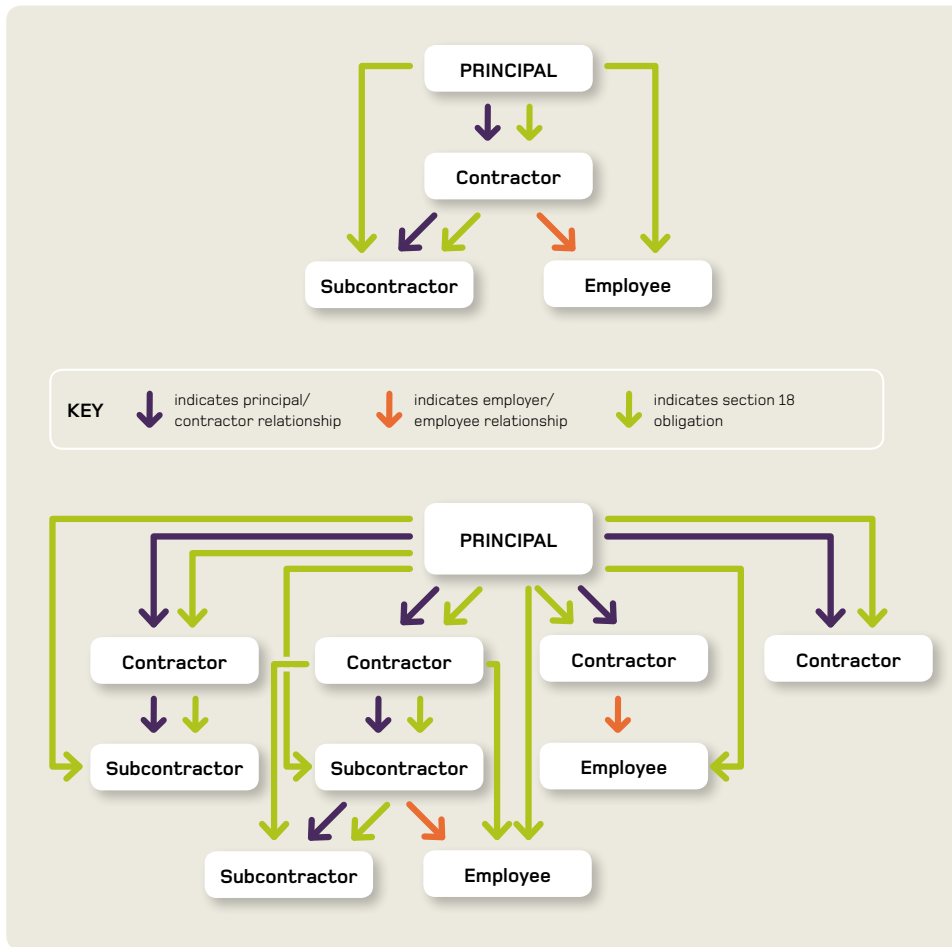 PRINCIPAL
Contractor
Subcontractor
Employee
KEY
indicates principal/
contractor relationship
indicates employer/
employee relationship
indicates section 18
obligation
PRINCIPAL
Contractor
Contractor
Contractor
Contractor
Subcontractor
Subcontractor
Employee
Subcontractor
Employee